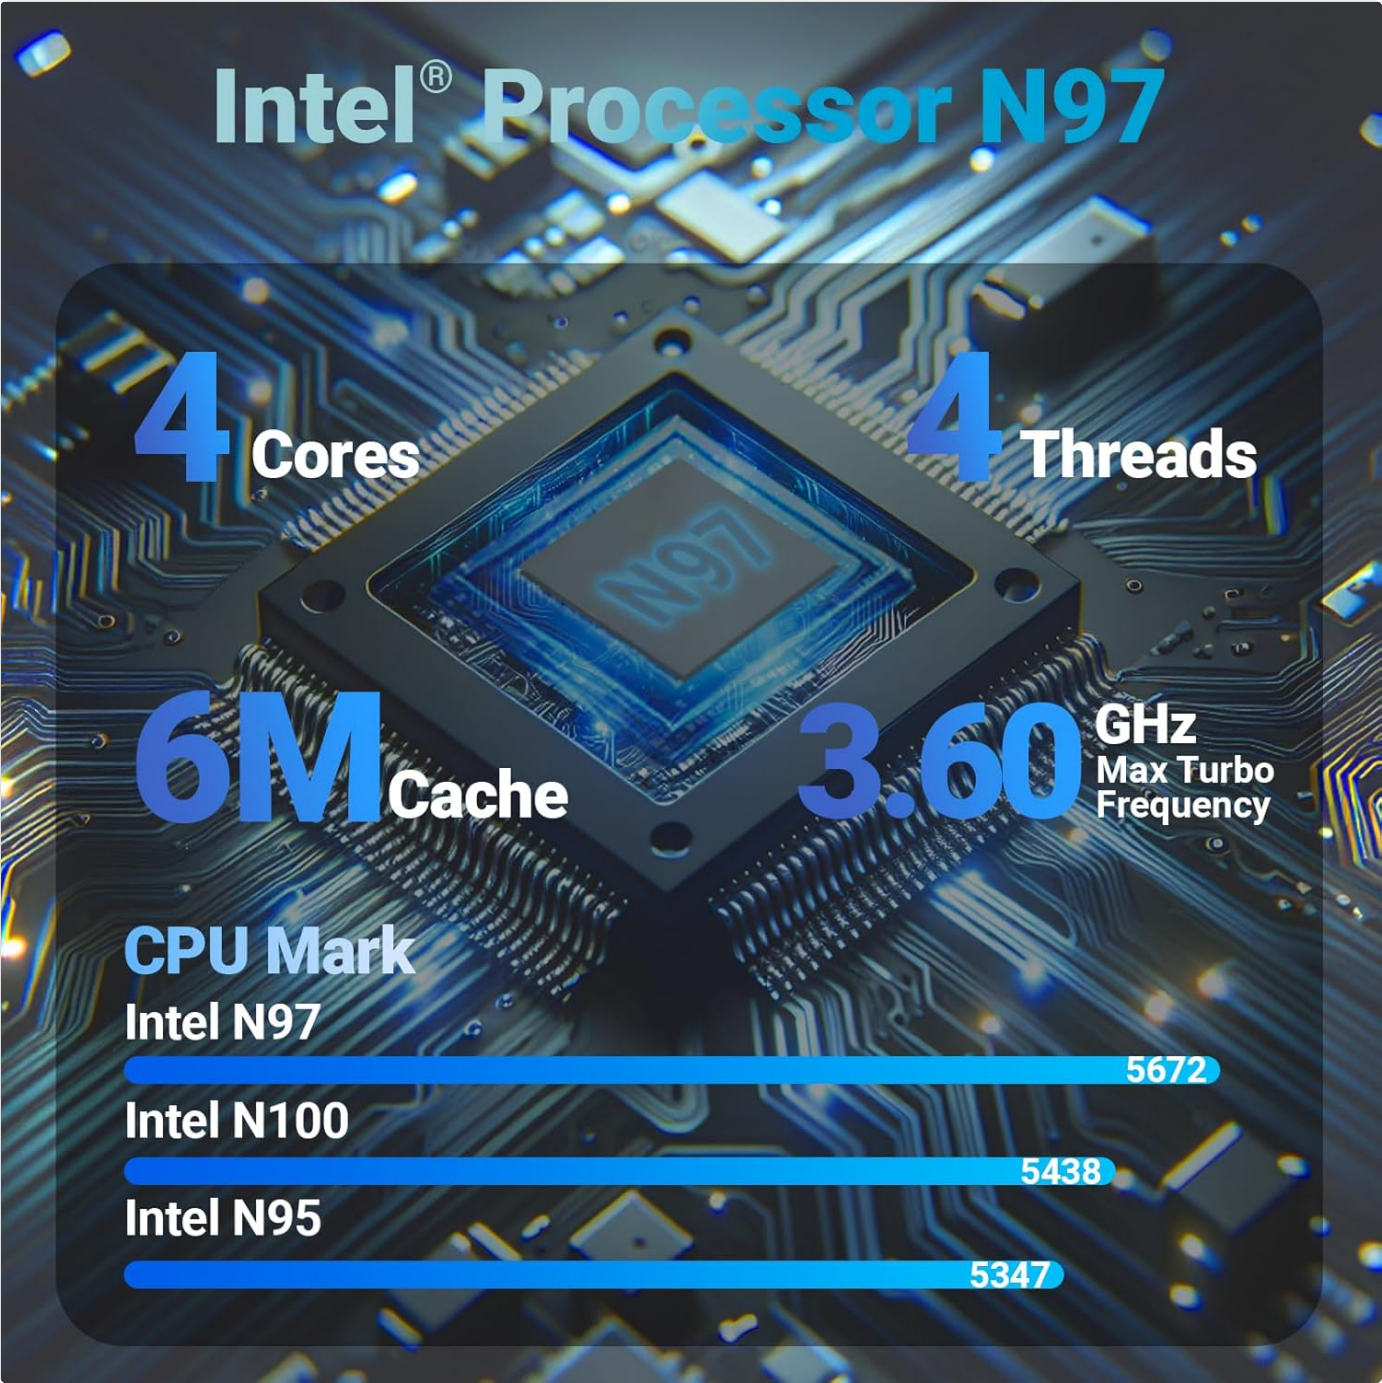 Intel® Processor N97
4 Cores
4 Threads
N97
6M Cache
3.60 GHz
Max Turbo
Frequency
CPU Mark
Intel N97
5672
Intel N100
5438
Intel N95
5347